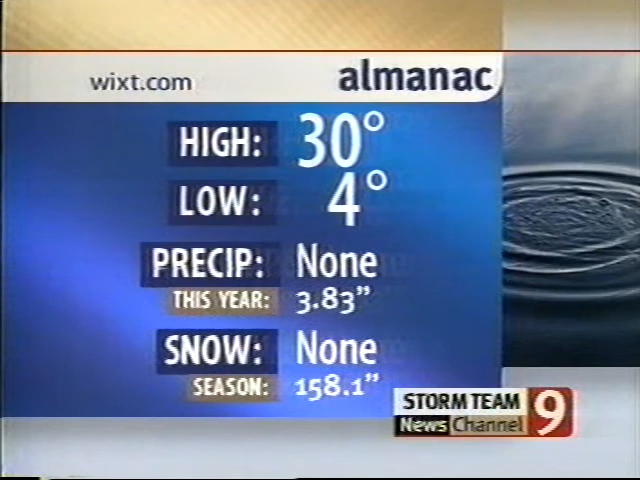 wixt.com
almanac
HIGH: 30°
LOW: 4°
PRECIP: None
THIS YEAR: 3.83”
SNOW: None
SEASON: 158.1”
STORM TEAM
News Channel 9